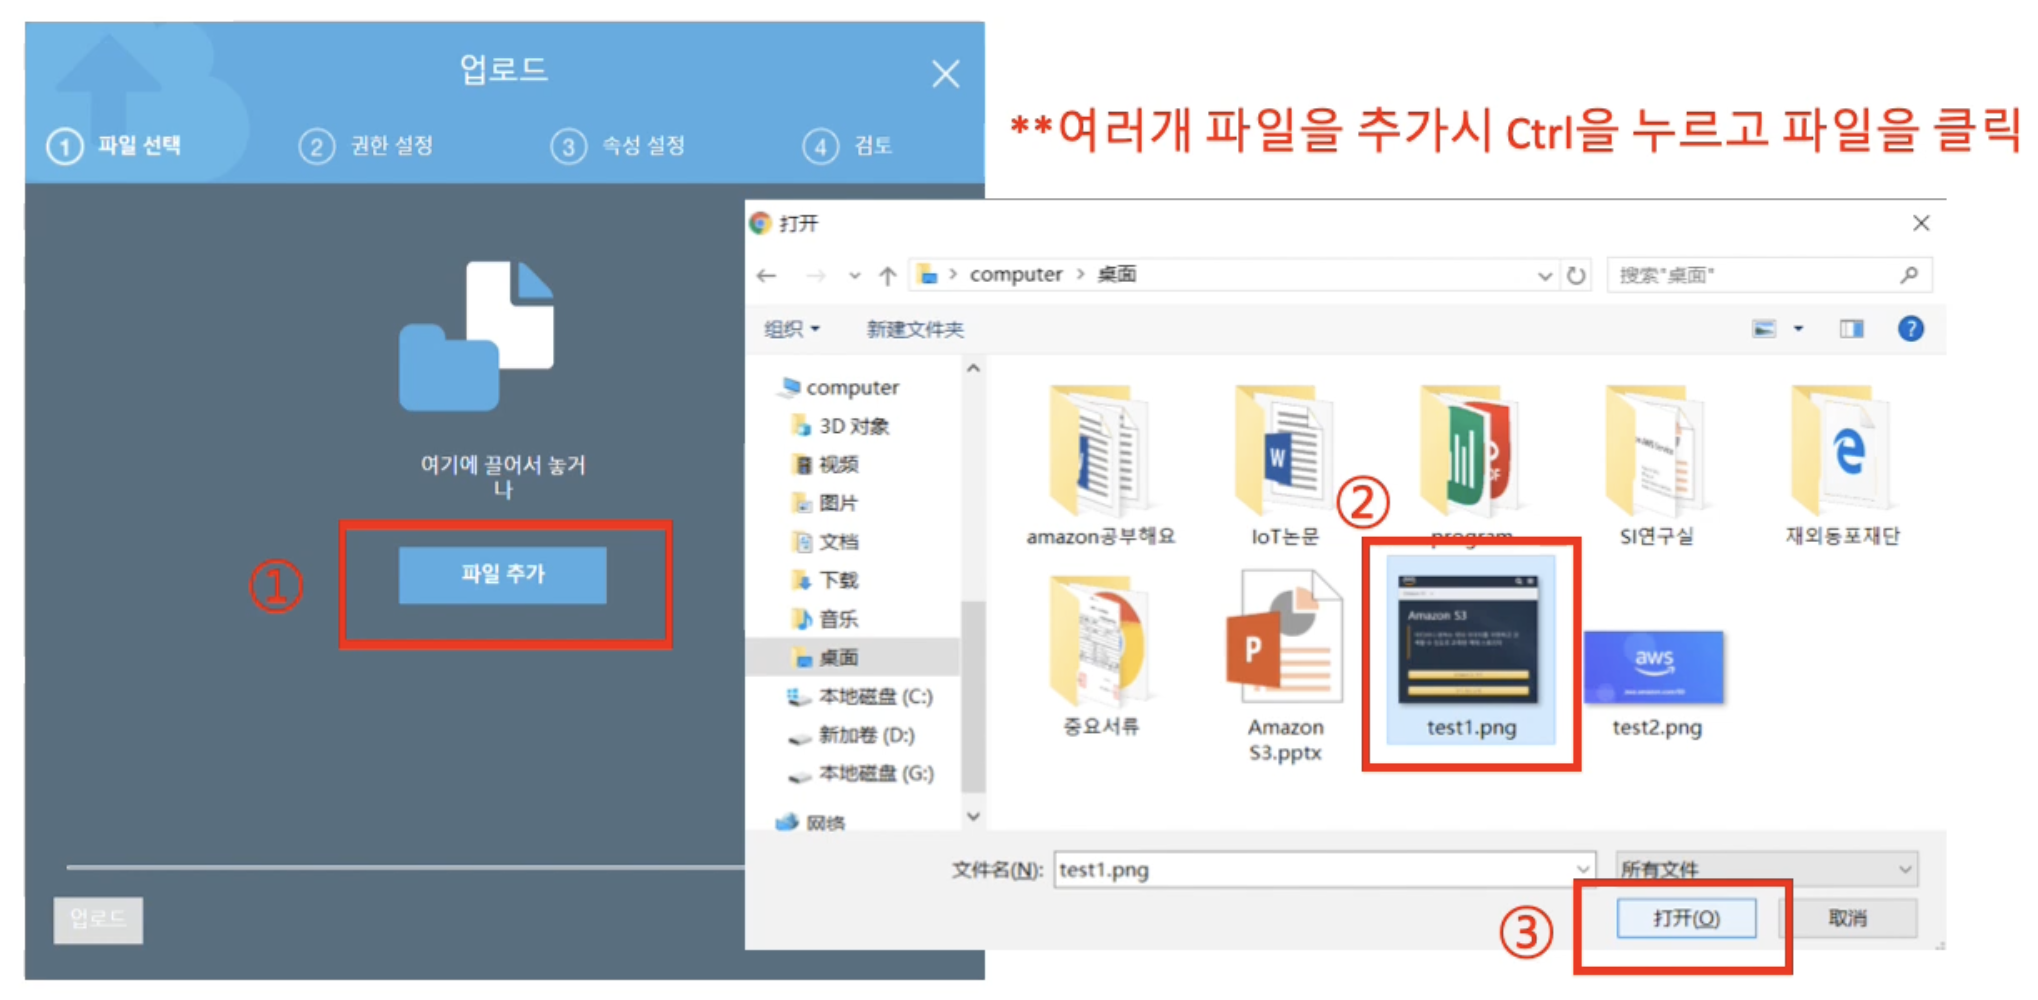 업로드
1 파일 선택
2 권한 설정
3 속성 설정
4 검토
**여러개 파일을 추가시 Ctrl을 누르고 파일을 클릭
여기에 끌어서 놓거
나
①
파일 추가
업로드
打开
computer > 桌面
搜索"桌面"
组织
新建文件夹
computer
3D 对象
视频
图片
文档
下载
音乐
桌面
本地磁盘 (C:)
新加卷 (D:)
本地磁盘 (G:)
网络
amazon공부해요
IoT논문
program
SI연구실
재외동포재단
②
중요서류
Amazon
S3.pptx
Amazon S3
test1.png
aws
test2.png
文件名(N):
test1.png
所有文件
③
打开(O)
取消